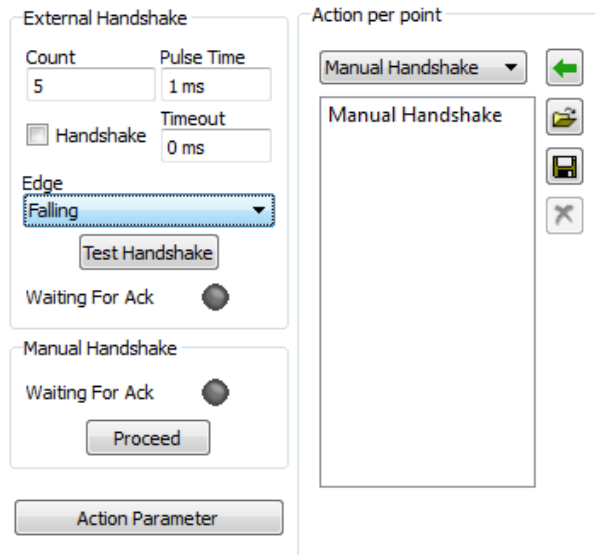 External Handshake
Count
Pulse Time
5
1 ms
Handshake
Timeout
0 ms
Edge
Falling
Test Handshake
Waiting For Ack
Manual Handshake
Waiting For Ack
Proceed
Action Parameter
Action per point
Manual Handshake
Manual Handshake